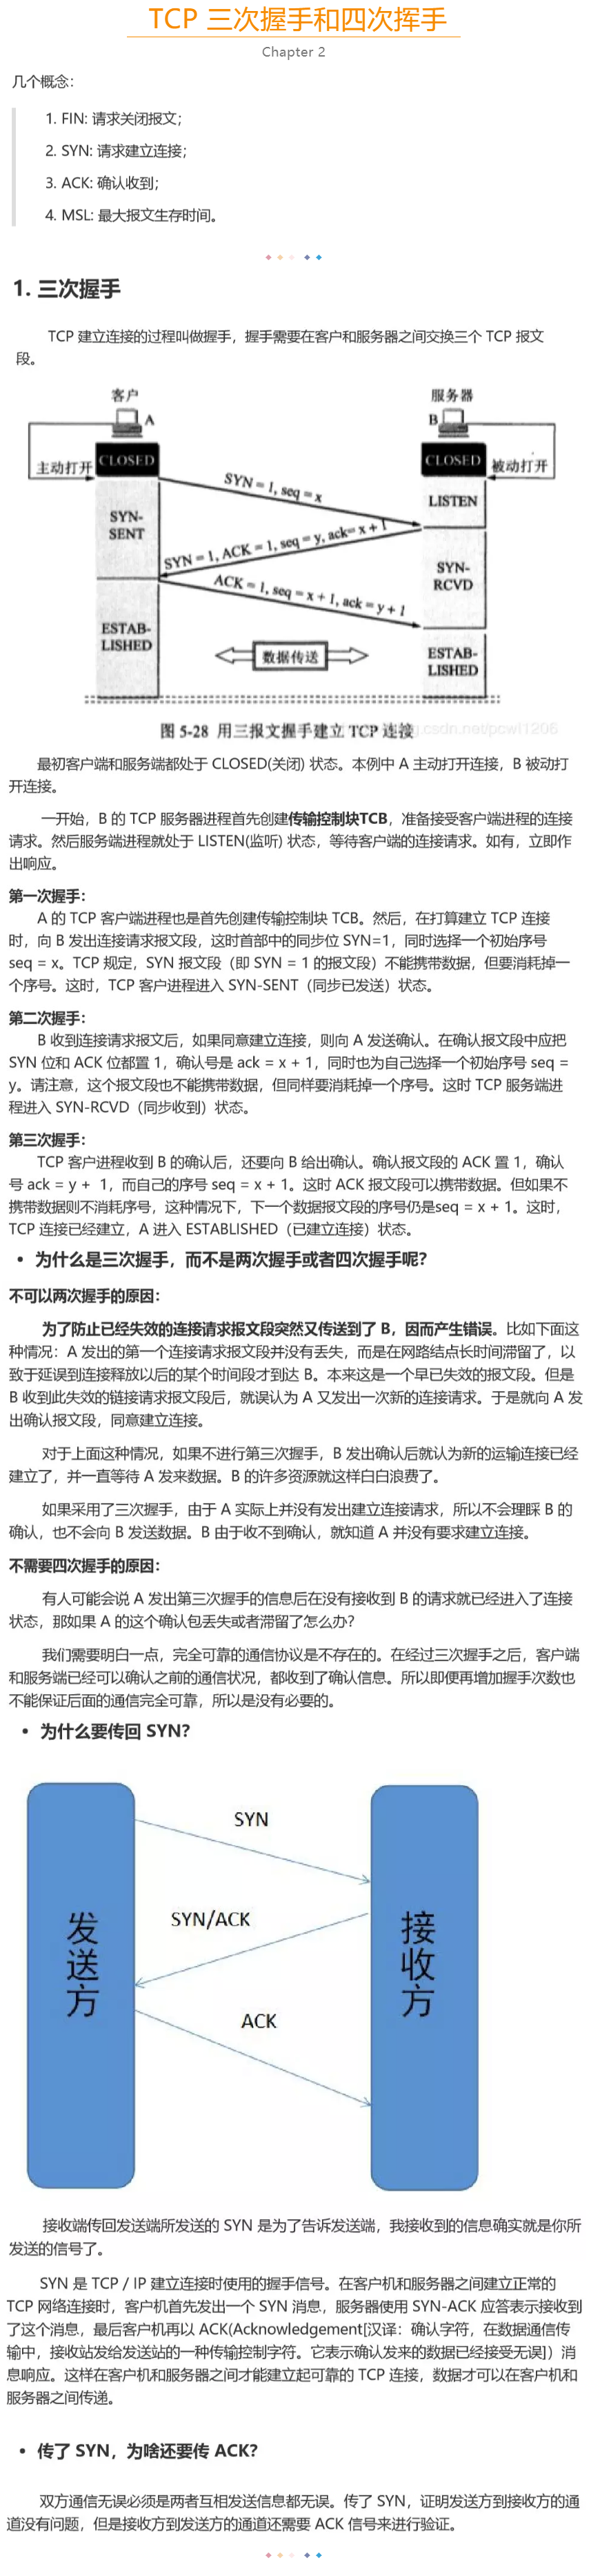 TCP 三次握手和四次挥手
Chapter 2
几个概念：
1. FIN: 请求关闭报文；
2. SYN: 请求建立连接；
3. ACK: 确认收到；
4. MSL: 最大报文生存时间。
1. 三次握手
TCP 建立连接的过程叫做握手，握手需要在客户和服务器之间交换三个 TCP 报文
段。
客户
服务器
A
B
主动打开
CLOSED
CLOSED
被动打开
SYN = 1, seq = x
LISTEN
SYN-
SENT
SYN = 1, ACK = 1, seq = y, ack= x + 1
SYN-
RCVD
ACK = 1, seq = x + 1, ack = y + 1
ESTAB-
LISHED
数据传送
ESTAB-
LISHED
图 5-28 用三报文握手建立 TCP 连接
csdn.net/pcwl1206
最初客户端和服务端都处于 CLOSED(关闭) 状态。本例中 A 主动打开连接，B 被动打
开连接。
一开始，B 的 TCP 服务器进程首先创建传输控制块TCB，准备接受客户端进程的连接
请求。然后服务端进程就处于 LISTEN(监听) 状态，等待客户端的连接请求。如有，立即作
出响应。
第一次握手：
A 的 TCP 客户端进程也是首先创建传输控制块 TCB。然后，在打算建立 TCP 连接
时，向 B 发出连接请求报文段，这时首部中的同步位 SYN=1，同时选择一个初始序号
seq = x。TCP 规定，SYN 报文段（即 SYN = 1 的报文段）不能携带数据，但要消耗掉一
个序号。这时，TCP 客户进程进入 SYN-SENT（同步已发送）状态。
第二次握手：
B 收到连接请求报文后，如果同意建立连接，则向 A 发送确认。在确认报文段中应把
SYN 位和 ACK 位都置 1，确认号是 ack = x + 1，同时也为自己选择一个初始序号 seq =
y。请注意，这个报文段也不能携带数据，但同样要消耗掉一个序号。这时 TCP 服务端进
程进入 SYN-RCVD（同步收到）状态。
第三次握手：
TCP 客户进程收到 B 的确认后，还要向 B 给出确认。确认报文段的 ACK 置 1，确认
号 ack = y + 1，而自己的序号 seq = x + 1。这时 ACK 报文段可以携带数据。但如果不
携带数据则不消耗序号，这种情况下，下一个数据报文段的序号仍是seq = x + 1。这时，
TCP 连接已经建立，A 进入 ESTABLISHED（已建立连接）状态。
• 为什么是三次握手，而不是两次握手或者四次握手呢？
不可以两次握手的原因：
为了防止已经失效的连接请求报文段突然又传送到了 B，因而产生错误。比如下面这
种情况：A 发出的第一个连接请求报文段并没有丢失，而是在网路结点长时间滞留了，以
致于延误到连接释放以后的某个时间段才到达 B。本来这是一个早已失效的报文段。但是
B 收到此失效的链接请求报文段后，就误认为 A 又发出一次新的连接请求。于是就向 A 发
出确认报文段，同意建立连接。
对于上面这种情况，如果不进行第三次握手，B 发出确认后就认为新的运输连接已经
建立了，并一直等待 A 发来数据。B 的许多资源就这样白白浪费了。
如果采用了三次握手，由于 A 实际上并没有发出建立连接请求，所以不会理睬 B 的
确认，也不会向 B 发送数据。B 由于收不到确认，就知道 A 并没有要求建立连接。
不需要四次握手的原因：
有人可能会说 A 发出第三次握手的信息后在没有接收到 B 的请求就已经进入了连接
状态，那如果 A 的这个确认包丢失或者滞留了怎么办？
我们需要明白一点，完全可靠的通信协议是不存在的。在经过三次握手之后，客户端
和服务端已经可以确认之前的通信状况，都收到了确认信息。所以即便再增加握手次数也
不能保证后面的通信完全可靠，所以是没有必要的。
• 为什么要传回 SYN？
SYN
SYN/ACK
发送方
接收方
ACK
接收端传回发送端所发送的 SYN 是为了告诉发送端，我接收到的信息确实就是你所
发送的信号了。
SYN 是 TCP / IP 建立连接时使用的握手信号。在客户机和服务器之间建立正常的
TCP 网络连接时，客户机首先发出一个 SYN 消息，服务器使用 SYN-ACK 应答表示接收到
了这个消息，最后客户机再以 ACK(Acknowledgement[汉译：确认字符，在数据通信传
输中，接收站发给发送站的一种传输控制字符。它表示确认发来的数据已经接受无误]）消
息响应。这样在客户机和服务器之间才能建立起可靠的 TCP 连接，数据才可以在客户机和
服务器之间传递。
• 传了 SYN，为啥还要传 ACK？
双方通信无误必须是两者互相发送信息都无误。传了 SYN，证明发送方到接收方的通
道没有问题，但是接收方到发送方的通道还需要 ACK 信号来进行验证。